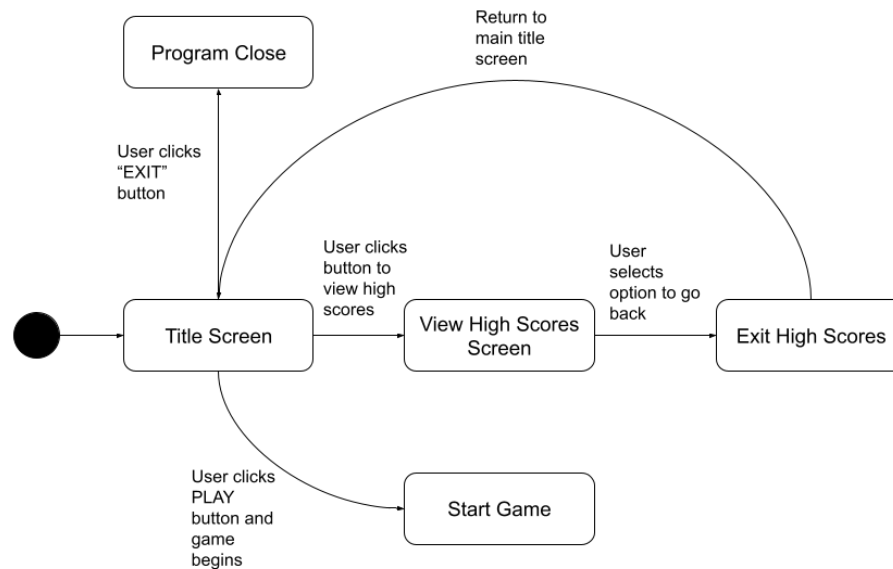 Return to
main title
screen
Program Close
User clicks
“EXIT”
button
User clicks
button to
view high
scores
User
selects
option to go
back
Title Screen
View High Scores
Screen
Exit High Scores
User clicks
PLAY
button and
game
begins
Start Game